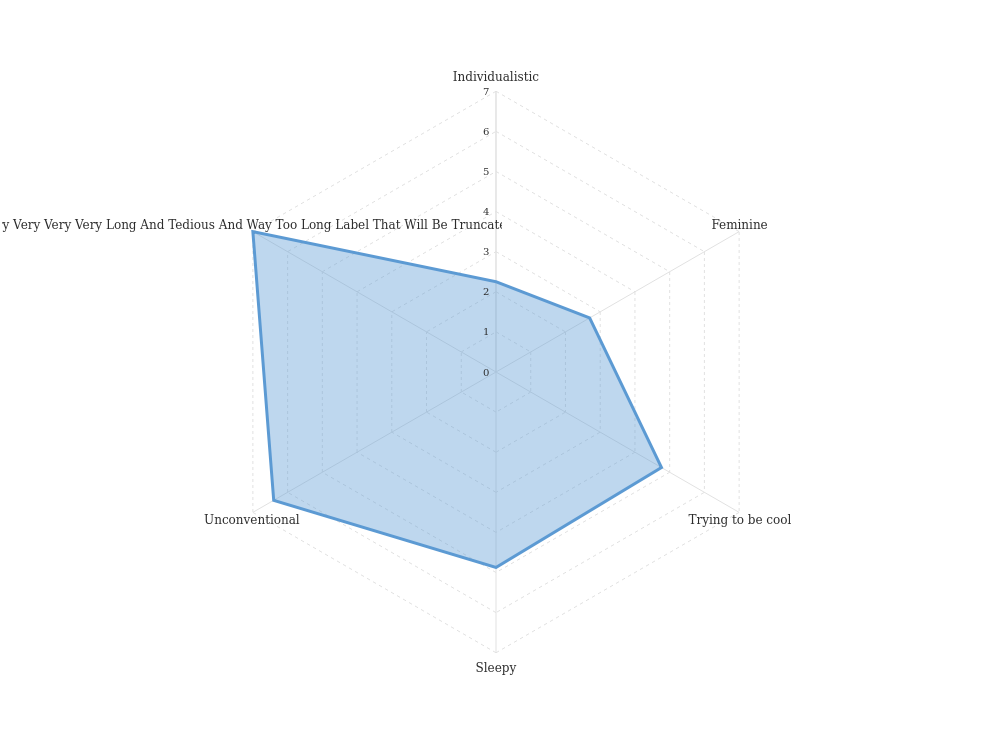 Individualistic
7
6
5
4
y Very Very Very Long And Tedious And Way Too Long Label That Will Be Truncate
Feminine
3
2
1
0
Unconventional
Trying to be cool
Sleepy